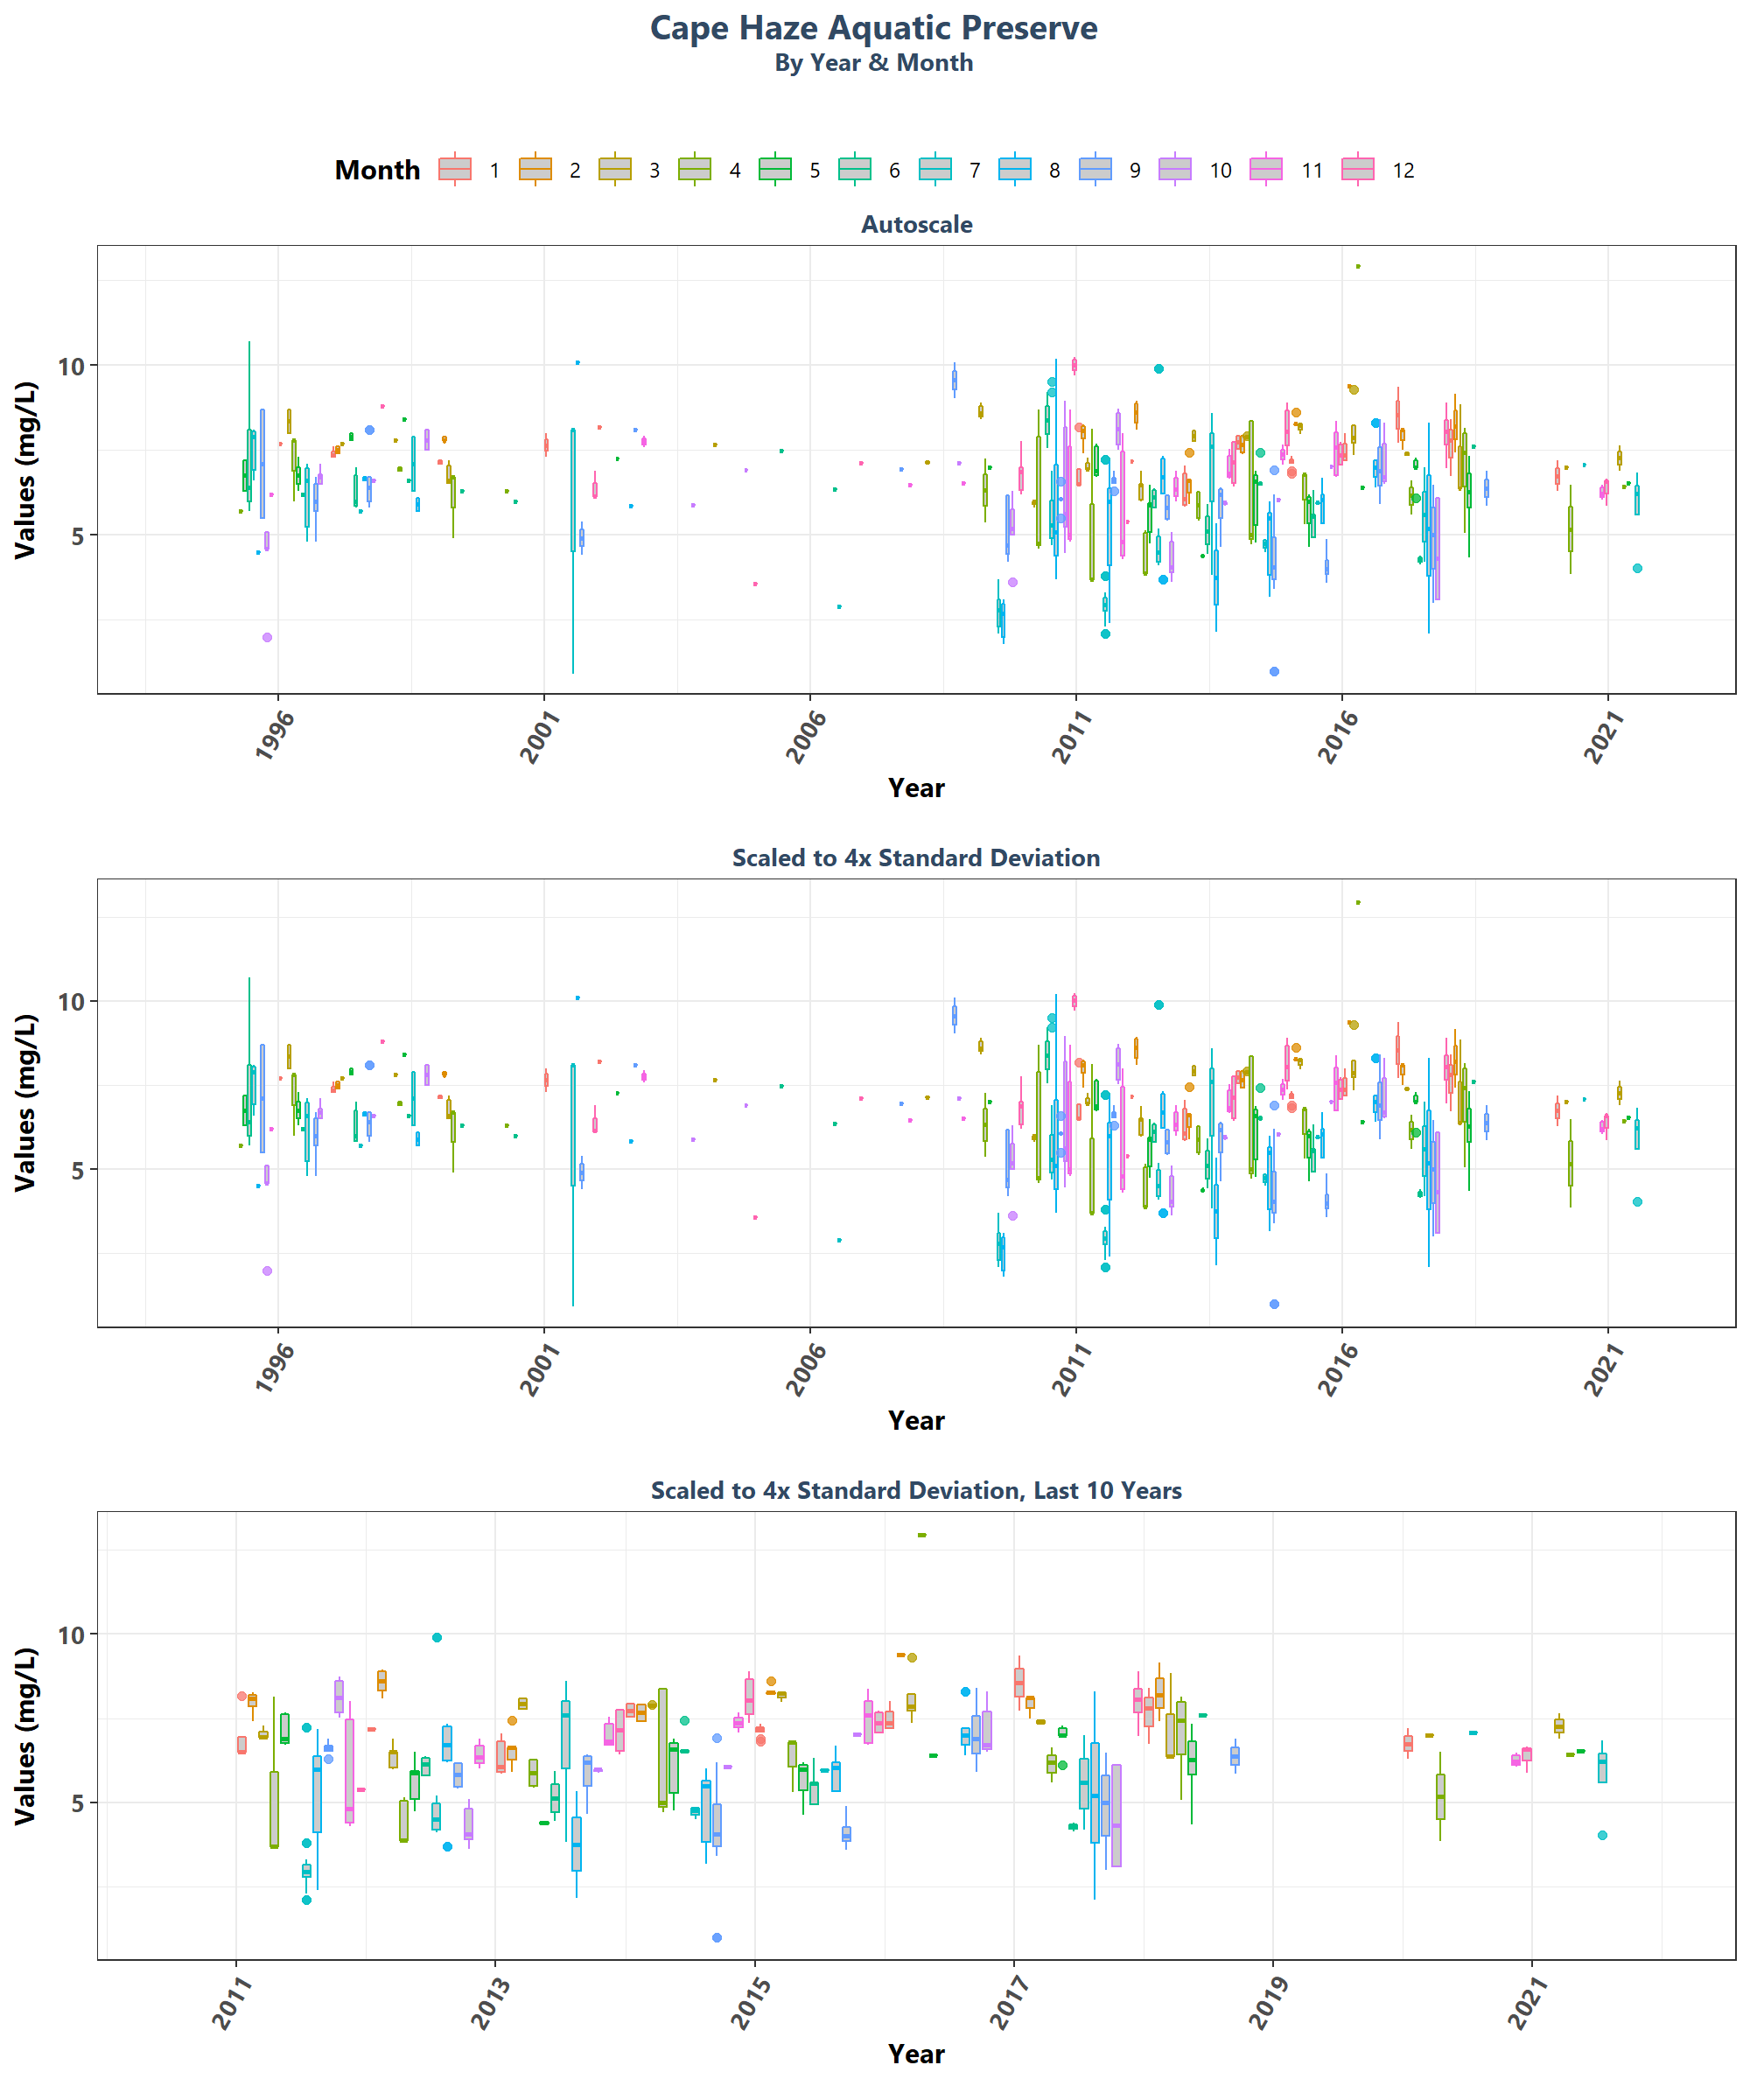 Cape Haze Aquatic Preserve
By Year & Month
Month 1 2 3 4 5 6 7 8 9 10 11 12
Autoscale
Values (mg/L)
10
5
1996 2001 2006 2011 2016 2021
Year
Scaled to 4x Standard Deviation
Values (mg/L)
10
5
1996 2001 2006 2011 2016 2021
Year
Scaled to 4x Standard Deviation, Last 10 Years
Values (mg/L)
10
5
2011 2013 2015 2017 2019 2021
Year